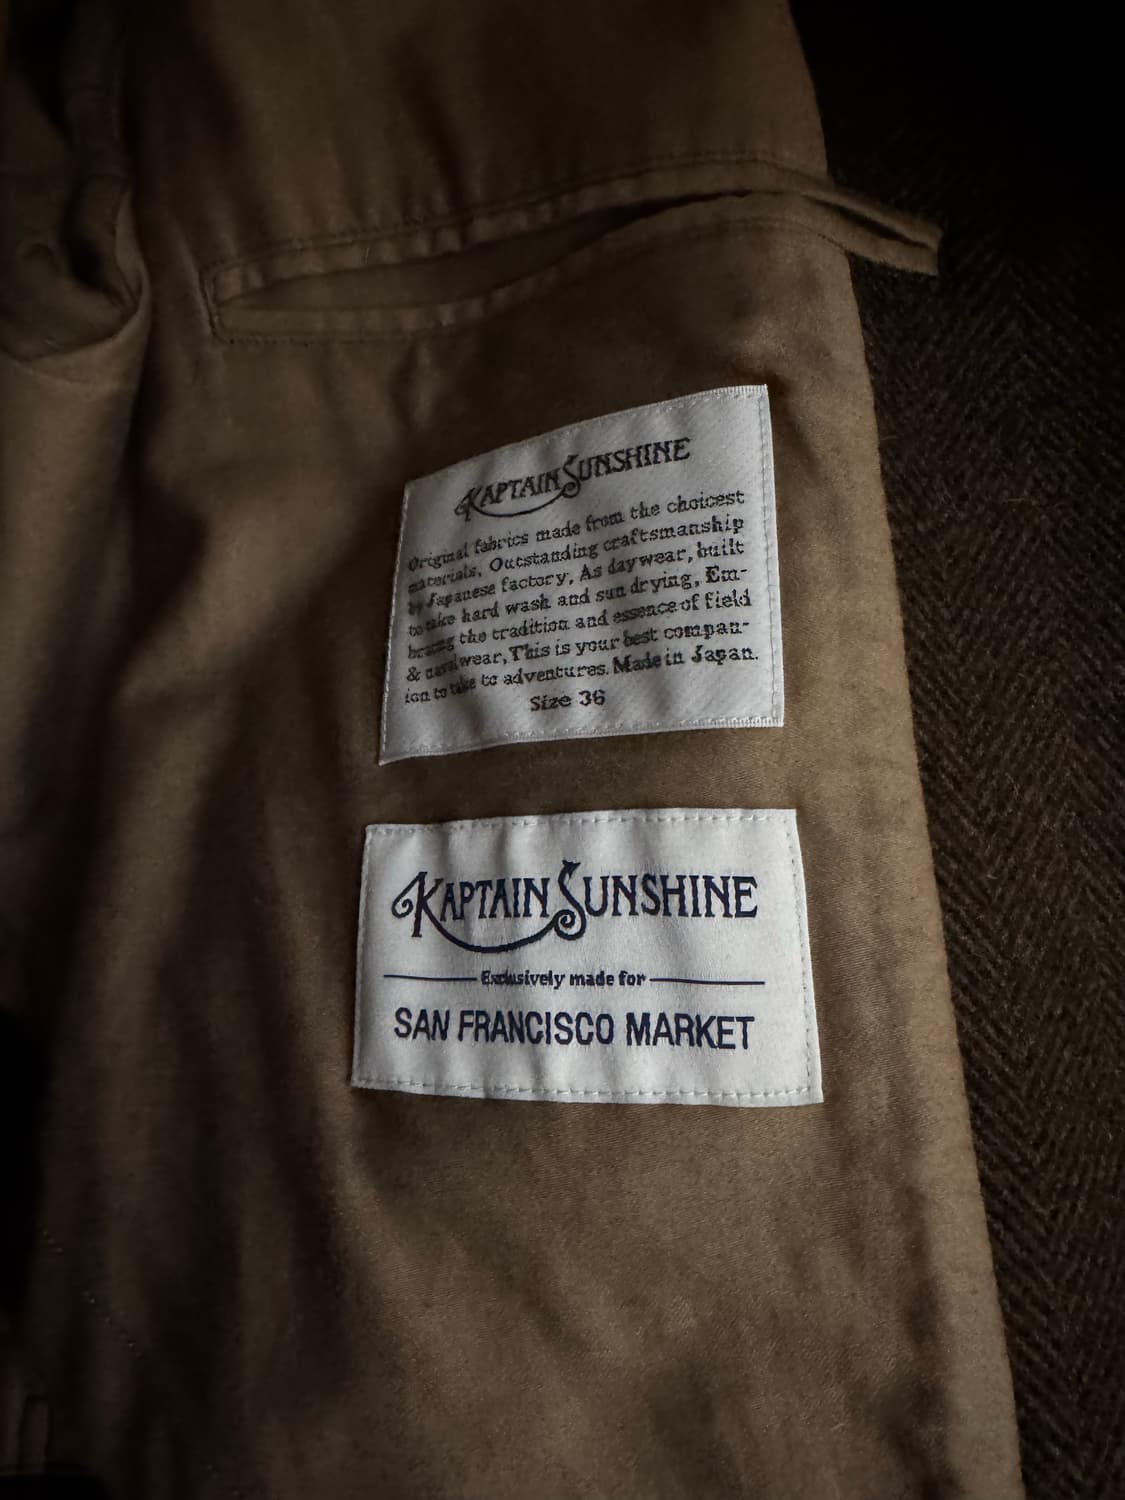 KAPTAIN SUNSHINE
Original fabrics made from the choicest
materials, Outstanding craftsmanship
by Japanese factory, As daywear, built
to take hard wash and sun drying, Em-
bracing the tradition and essence of field
& naval wear, This is your best compan-
ion to take to adventures. Made in Japan.
Size 36
KAPTAIN SUNSHINE
Exclusively made for
SAN FRANCISCO MARKET